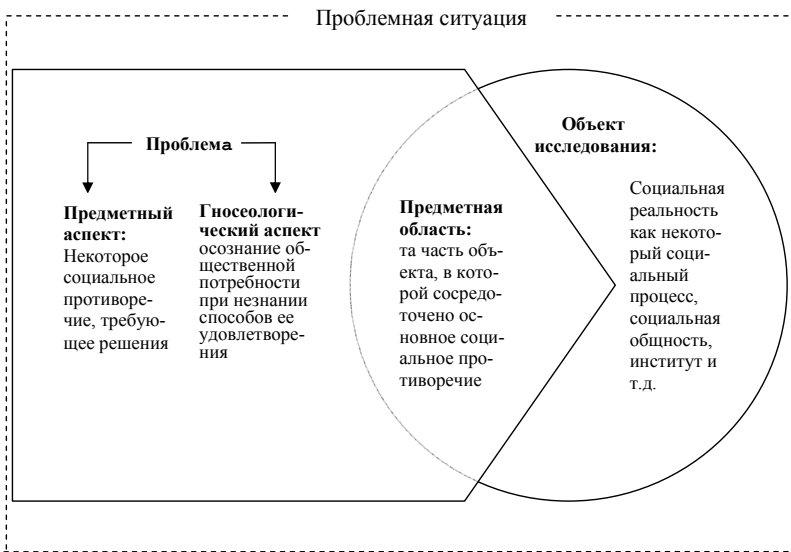 Проблемная ситуация
Проблема
Предметный
аспект:
Некоторое
социальное
противоре-
чие, требую-
щее решения
Гносеологи-
ческий аспект
осознание об-
щественной
потребности
при незнании
способов ее
удовлетворе-
ния
Предметная
область:
та часть объ-
екта, в кото-
рой сосредо-
точено ос-
новное соци-
альное про-
тиворечие
Объект
исследования:
Социальная
реальность
как некото-
рый соци-
альный
процесс,
социальная
общность,
институт и
т.д.